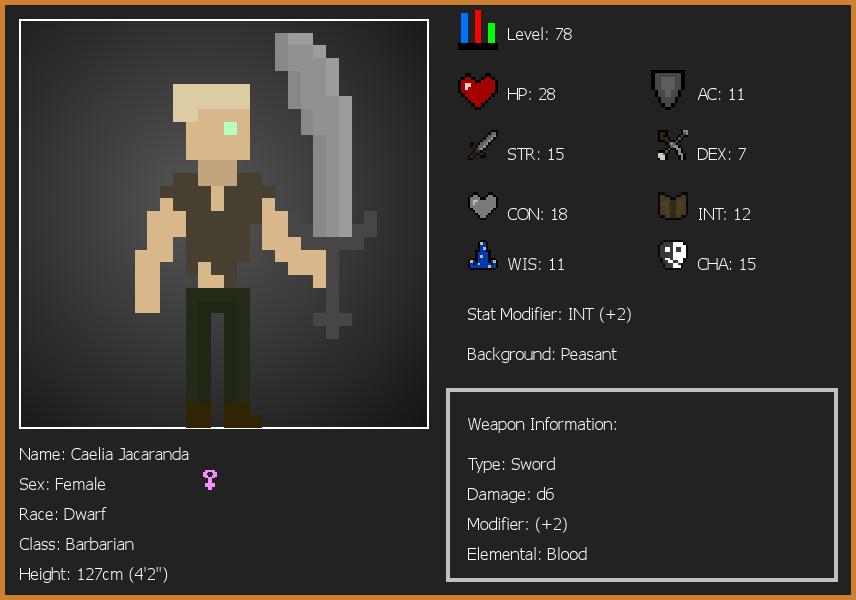 Level: 78
HP: 28
AC: 11
STR: 15
DEX: 7
CON: 18
INT: 12
WIS: 11
CHA: 15
Stat Modifier: INT (+2)
Background: Peasant
Weapon Information:
Type: Sword
Damage: d6
Modifier: (+2)
Elemental: Blood
Name: Caelia Jacaranda
Sex: Female
Race: Dwarf
Class: Barbarian
Height: 127cm (4'2")